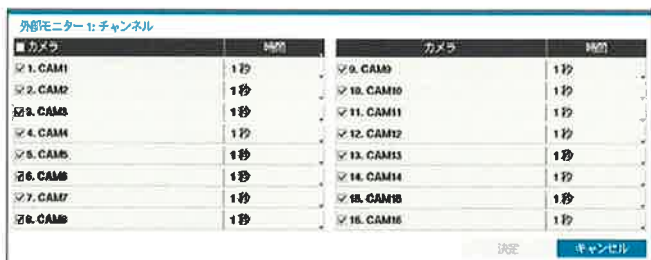 外部モニター 1: チャンネル
カメラ 時間 カメラ 時間
1. CAM1 1秒 9. CAM9 1秒
2. CAM2 1秒 10. CAM10 1秒
3. CAM3 1秒 11. CAM11 1秒
4. CAM4 1秒 12. CAM12 1秒
5. CAM5 1秒 13. CAM13 1秒
6. CAM6 1秒 14. CAM14 1秒
7. CAM7 1秒 15. CAM15 1秒
8. CAM8 1秒 16. CAM16 1秒
決定 キャンセル